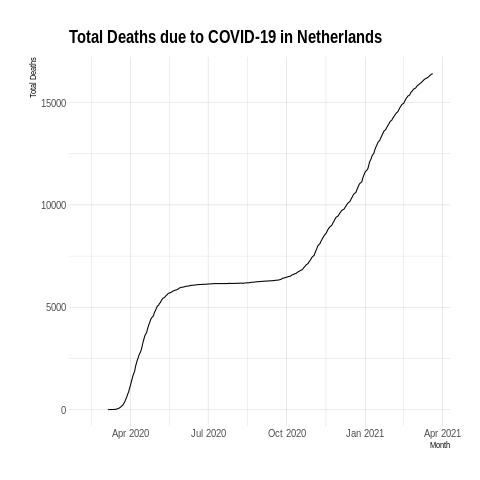 Total Deaths due to COVID-19 in Netherlands
Total Deaths
15000
10000
5000
0
Apr 2020 Jul 2020 Oct 2020 Jan 2021 Apr 2021
Month